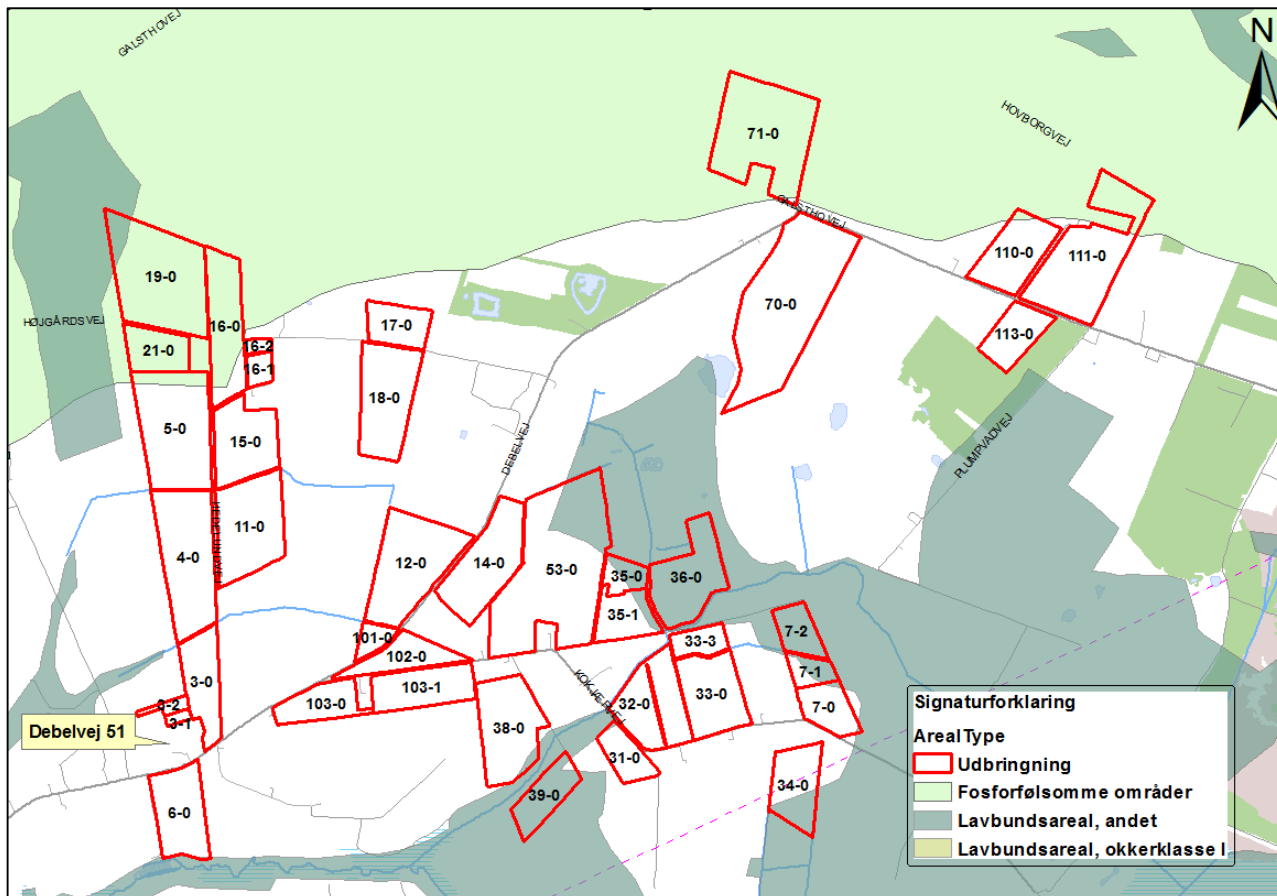 GALSTHOVEJ
N
HOVBORGVEJ
71-0
GALSTHOVEJ
19-0
16-0
110-0
111-0
70-0
HØJGÅRDSVEJ
17-0
113-0
21-0
16-2
16-1
18-0
5-0
15-0
DEBELVEJ
PLUMPVADVEJ
11-0
4-0
12-0
14-0
53-0
35-0
36-0
35-1
101-0
102-0
33-3
7-2
7-1
3-0
103-1
103-0
KOKJÆRVEJ
32-0
33-0
7-0
3-2
3-1
38-0
Debelvej 51
31-0
39-0
34-0
6-0
Signaturforklaring
ArealType
Udbringning
Fosforfølsomme områder
Lavbundsareal, andet
Lavbundsareal, okkerklasse I